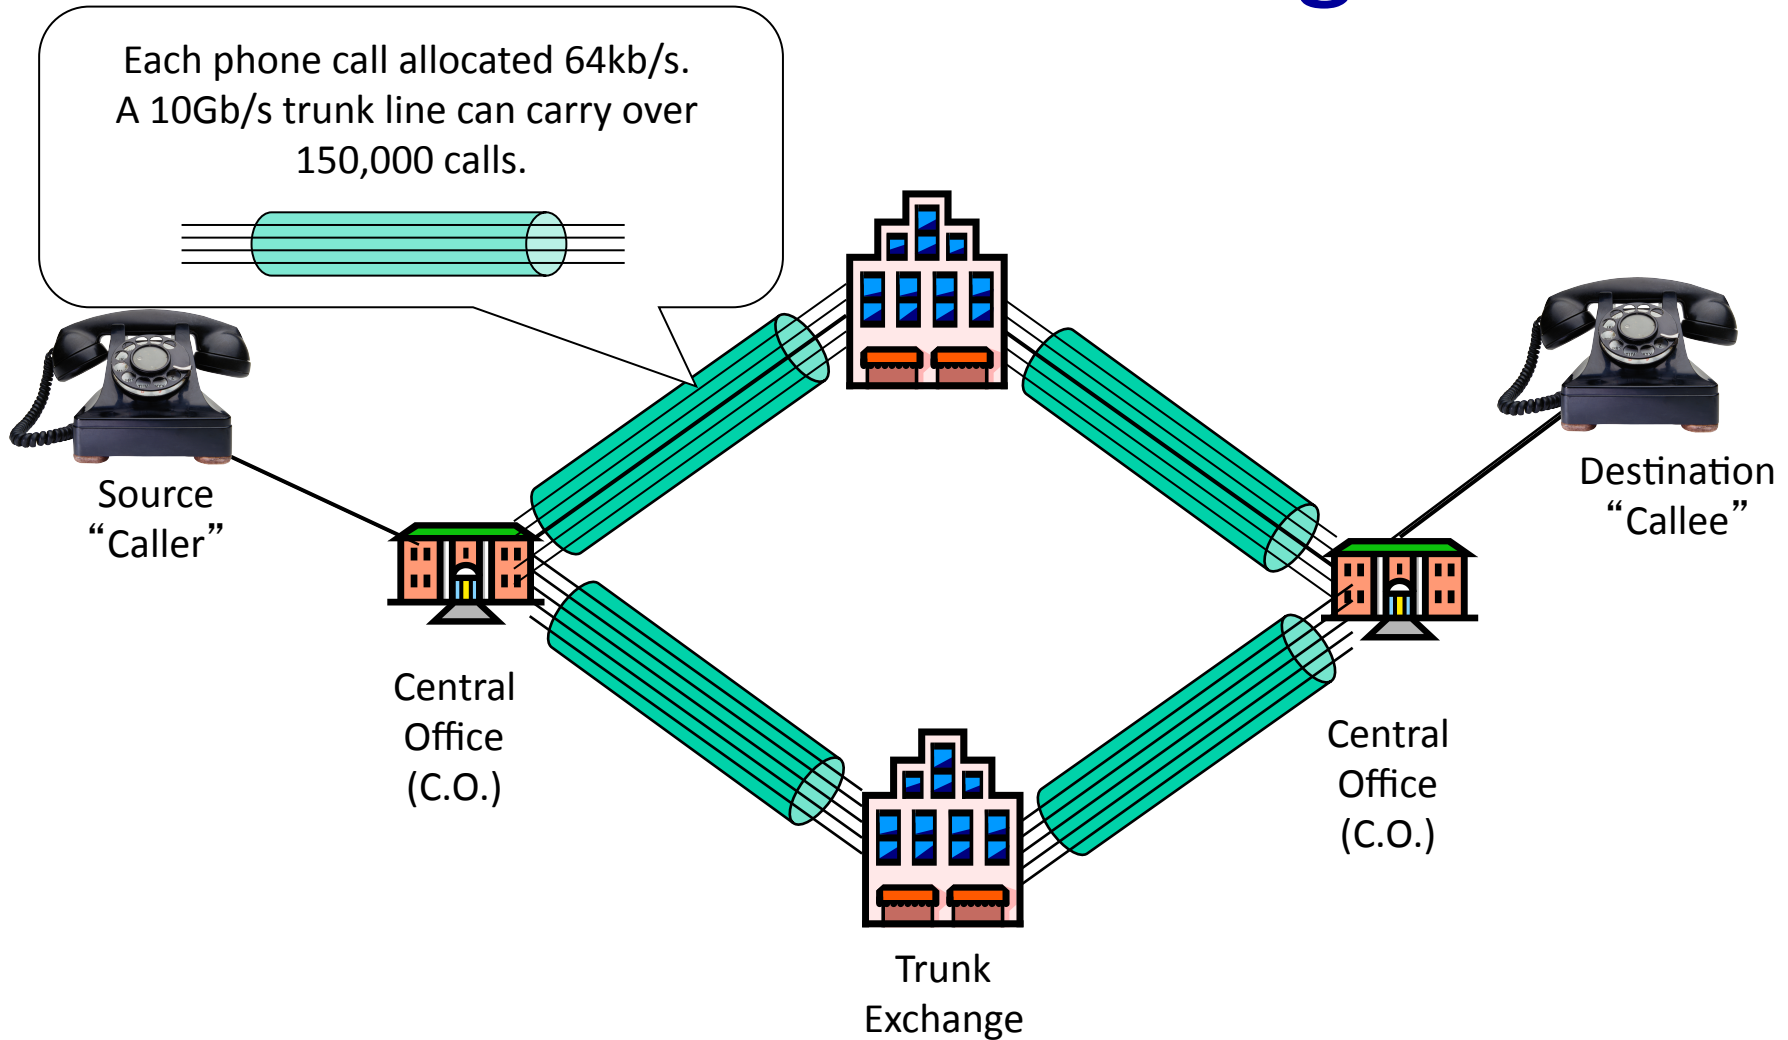 Each phone call allocated 64kb/s.
A 10Gb/s trunk line can carry over
150,000 calls.
Source
“Caller”
Destination
“Callee”
Central
Office
(C.O.)
Central
Office
(C.O.)
Trunk
Exchange